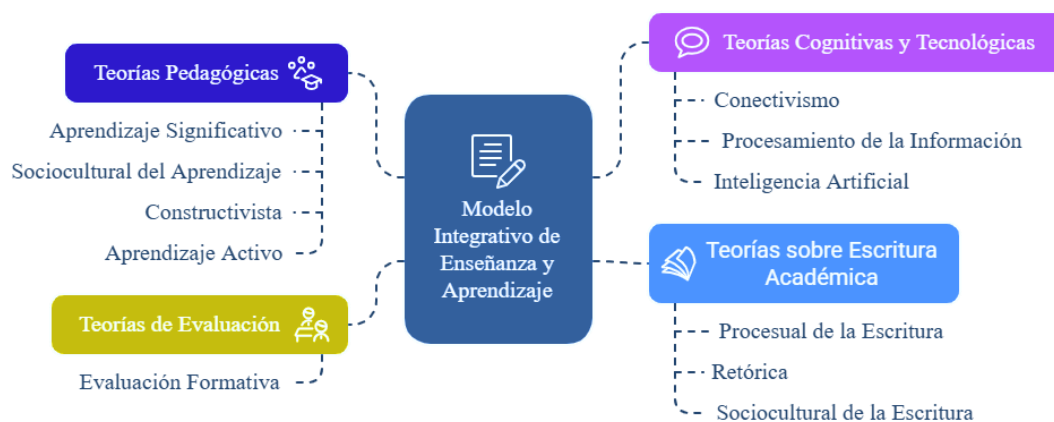 Teorías Pedagógicas
Aprendizaje Significativo
Sociocultural del Aprendizaje
Constructivista
Aprendizaje Activo
Teorías de Evaluación
Evaluación Formativa
Modelo
Integrativo de
Enseñanza y
Aprendizaje
Teorías Cognitivas y Tecnológicas
Conectivismo
Procesamiento de la Información
Inteligencia Artificial
Teorías sobre Escritura
Académica
Procesual de la Escritura
Retórica
Sociocultural de la Escritura